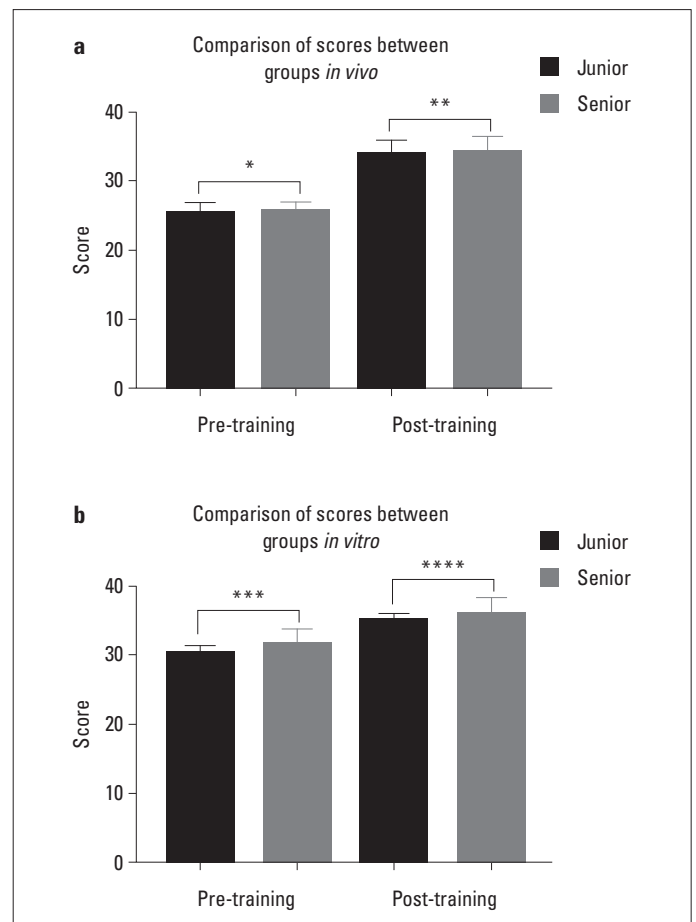 a
Comparison of scores between
groups in vivo
Junior
Senior
40
30
20
10
0
Score
*
**
Pre-training
Post-training
b
Comparison of scores between
groups in vitro
Junior
Senior
40
30
20
10
0
Score
***
****
Pre-training
Post-training